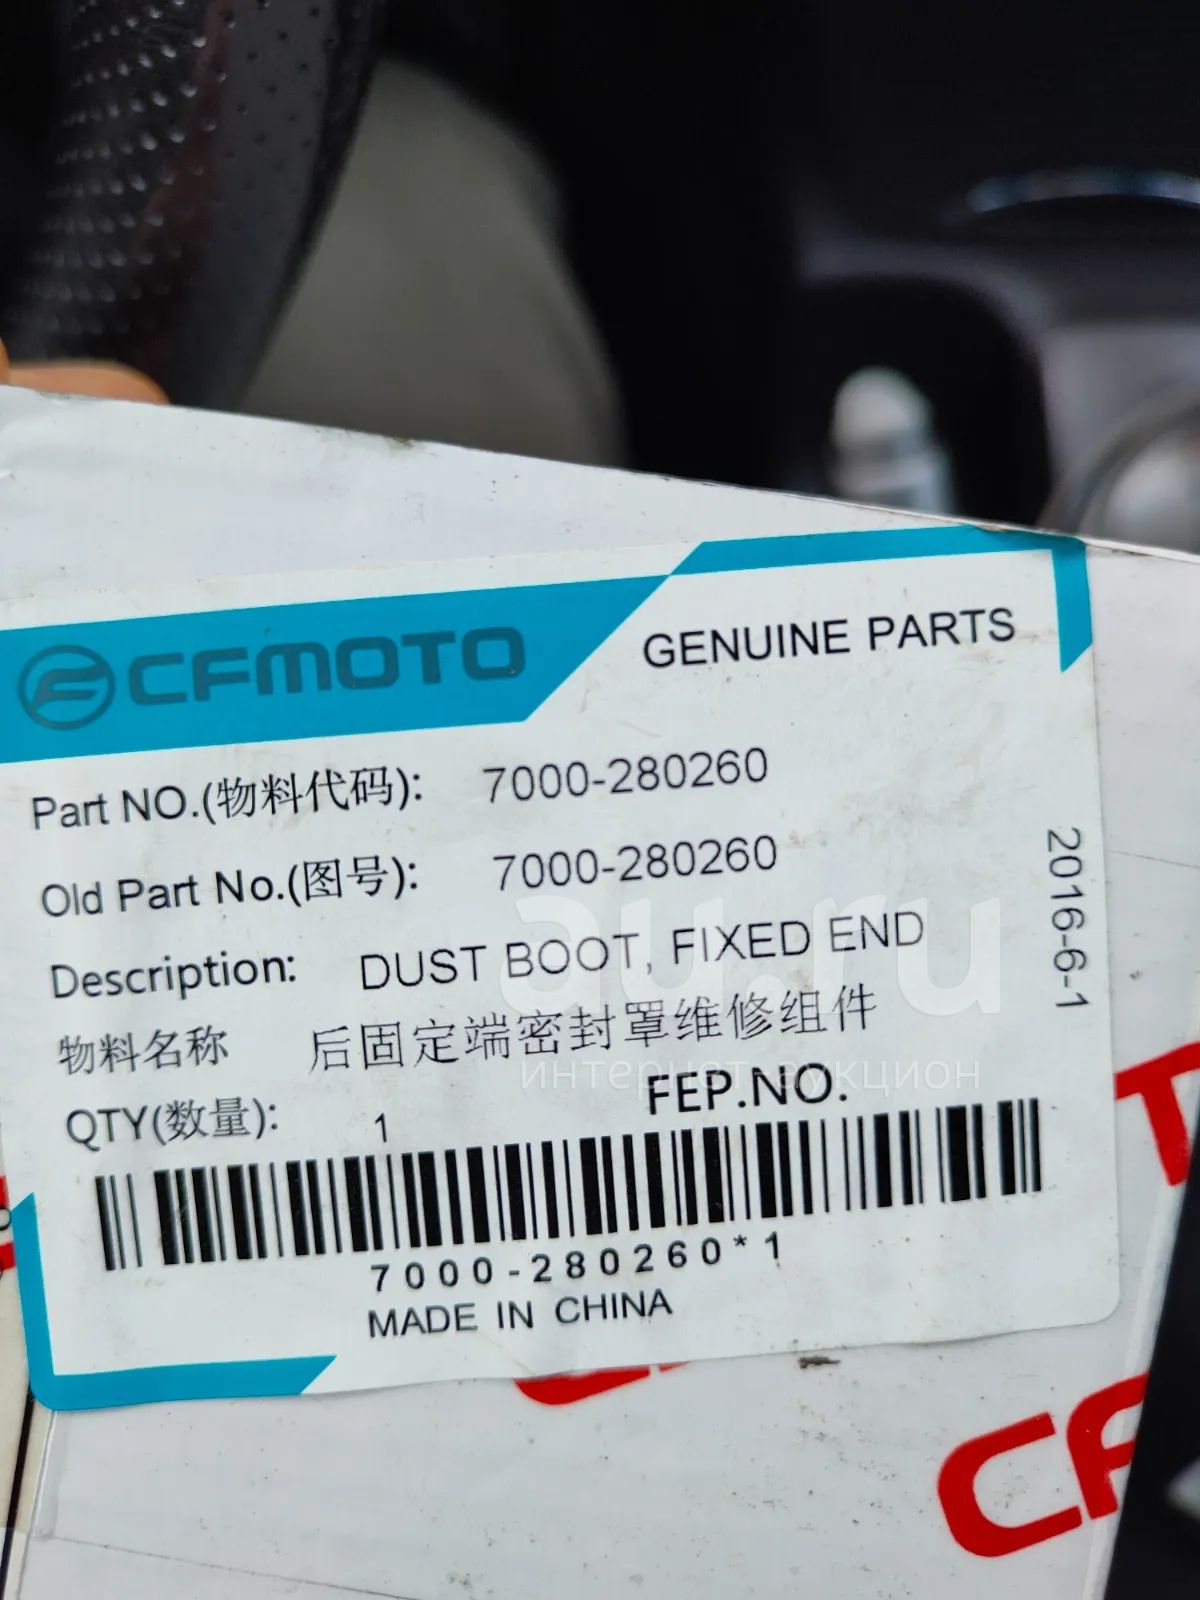 CFMOTO
GENUINE PARTS
Part NO.(物料代码): 7000-280260
Old Part No.(图号): 7000-280260
Description: DUST BOOT, FIXED END
物料名称 后固定端密封罩维修组件
QTY(数量): 1
FEP.NO.
7000-280260*1
MADE IN CHINA
2016-6-1
au.ru
интернет-аукцион
CF